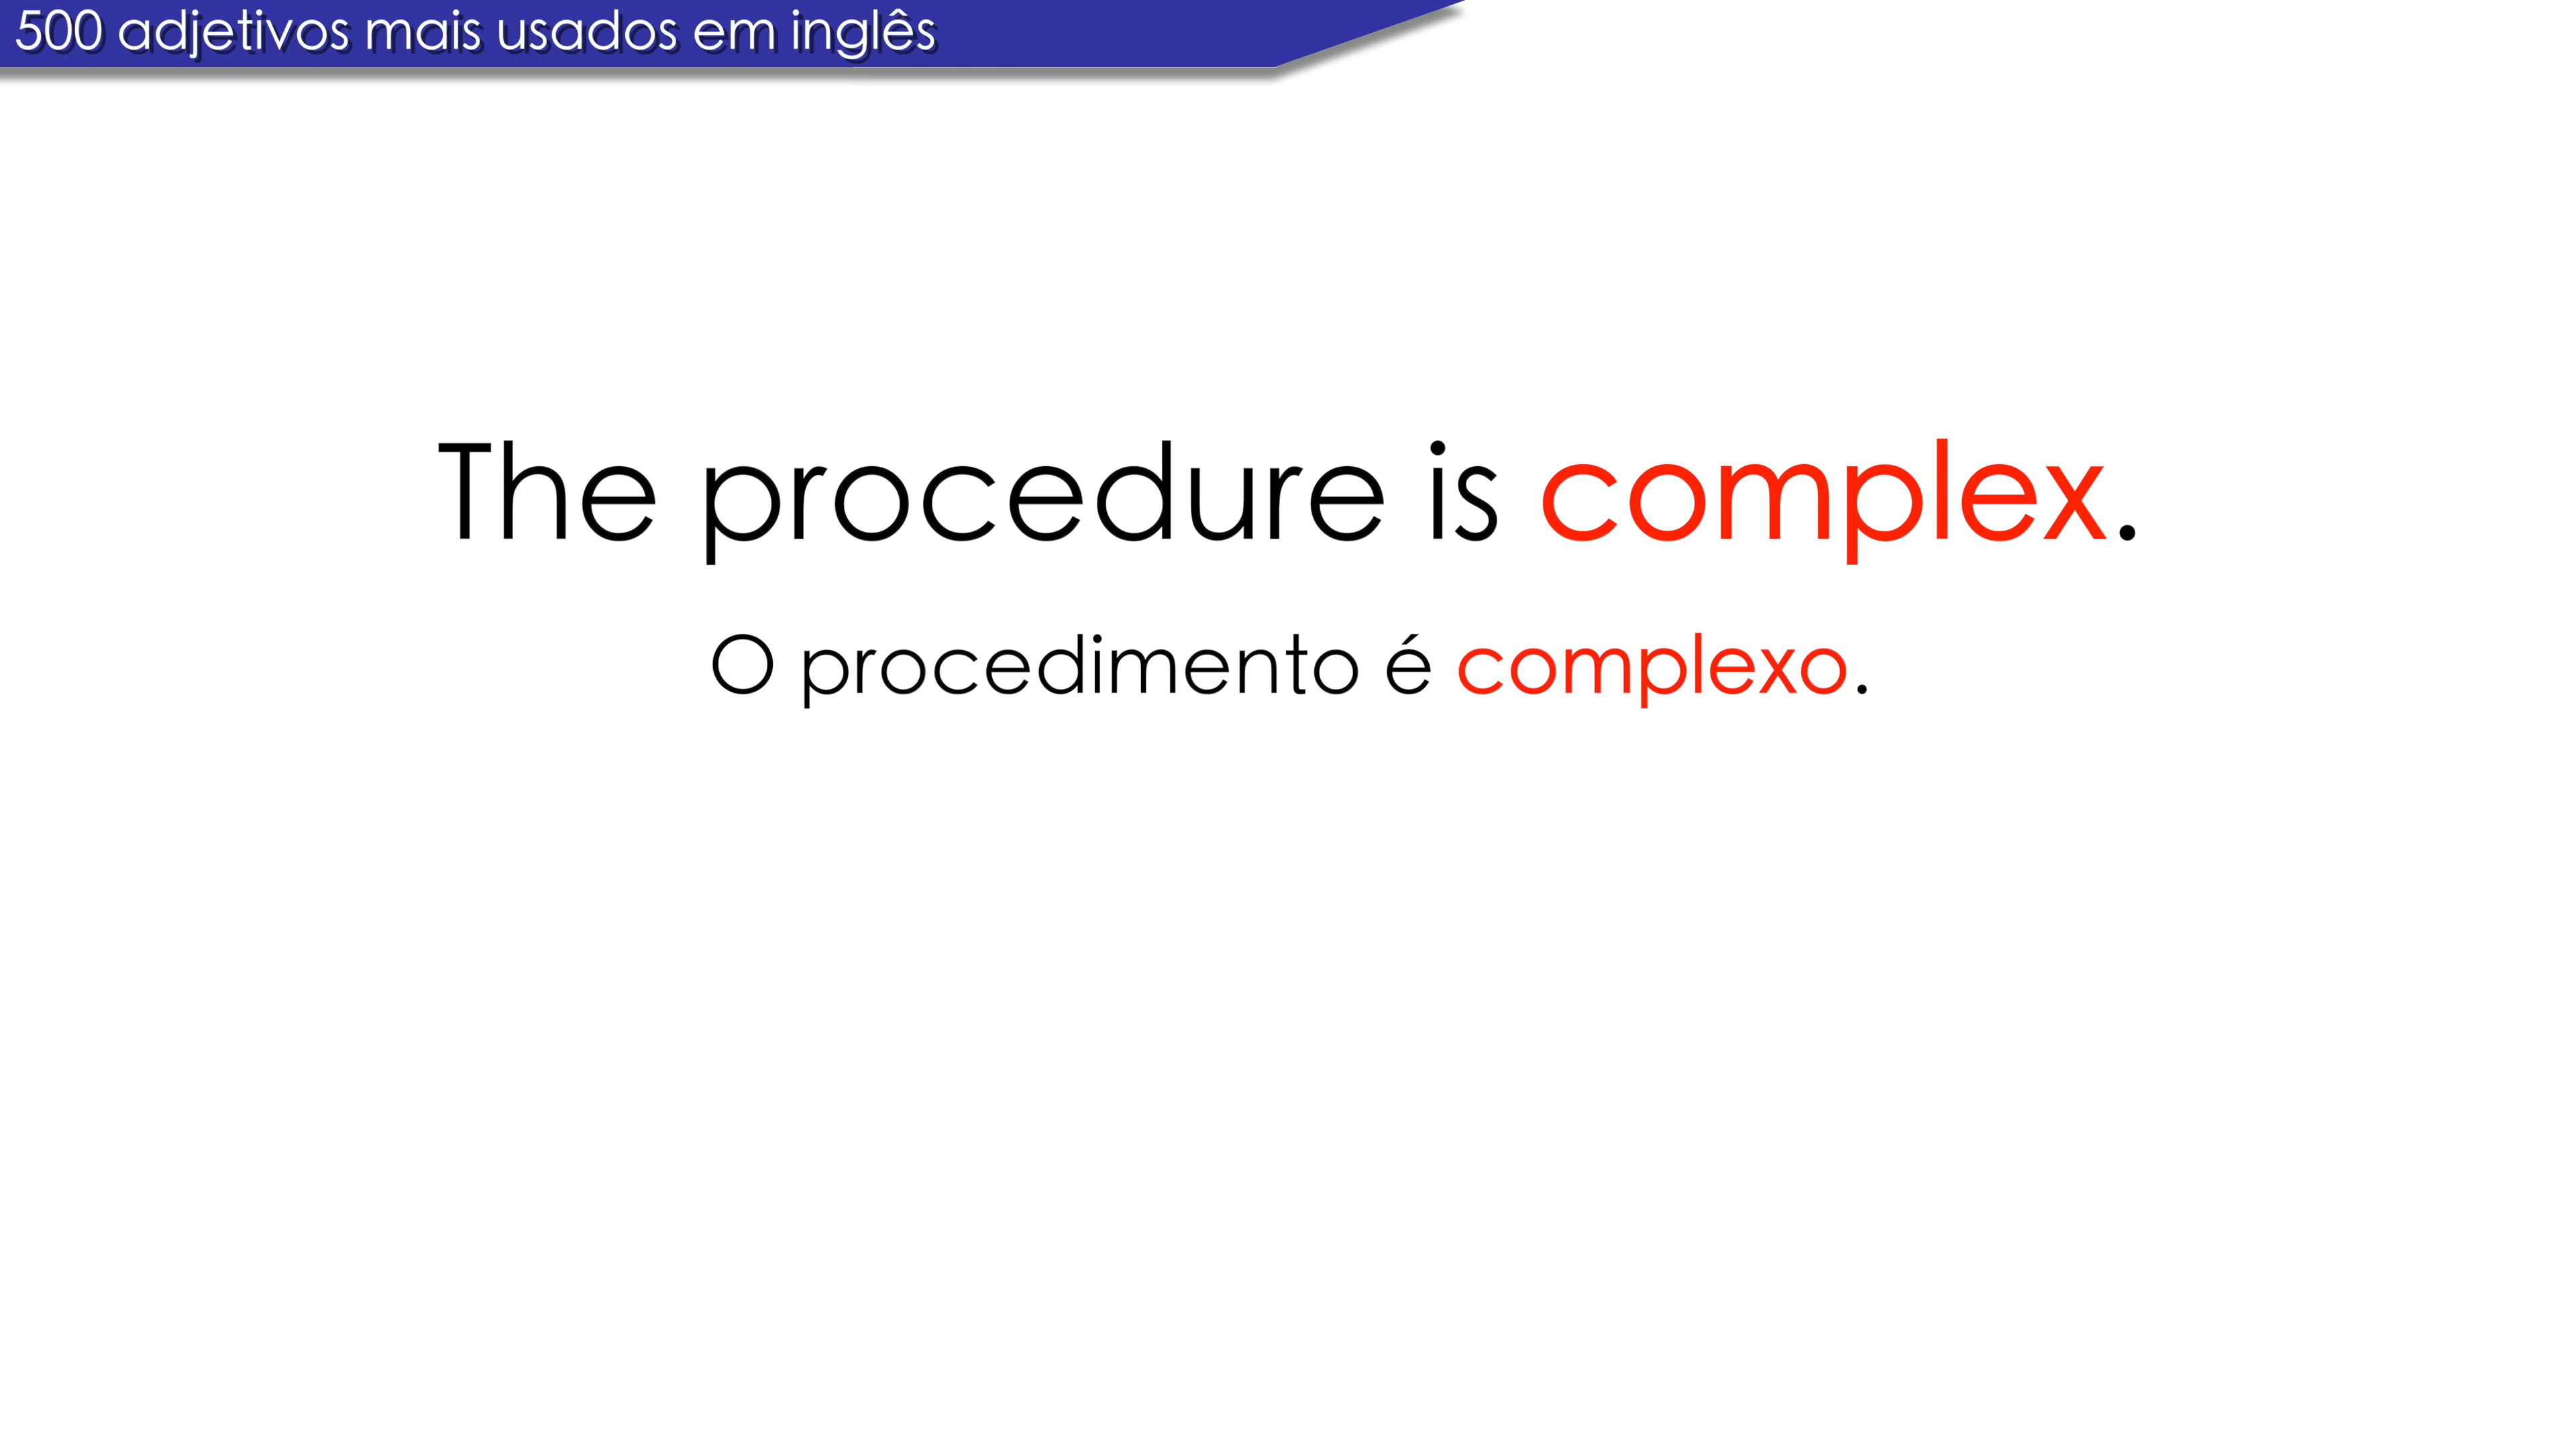 500 adjetivos mais usados em inglês
The procedure is complex.
O procedimento é complexo.